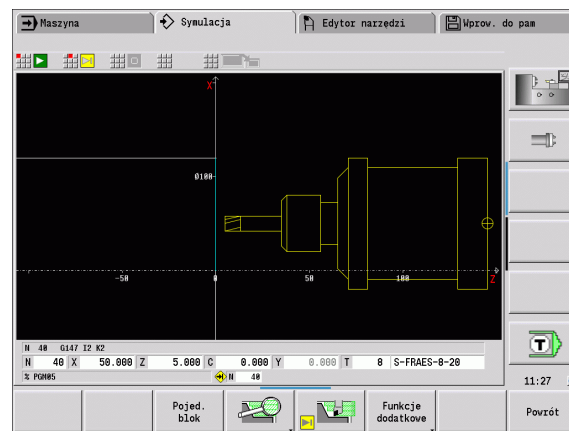 Maszyna
Symulacja
Edytor narzędzi
Wprow. do pam
X
Ø100
-50
0
50
100
Z
N 40 G147 I2 K2
N 40 X 50.000 Z 5.000 C 0.000 Y 0.000 T 8 S-FRAES-8-20
% PGM05 N 40
T
11:27
Pojed. blok
Funkcje dodatkowe
Powrót